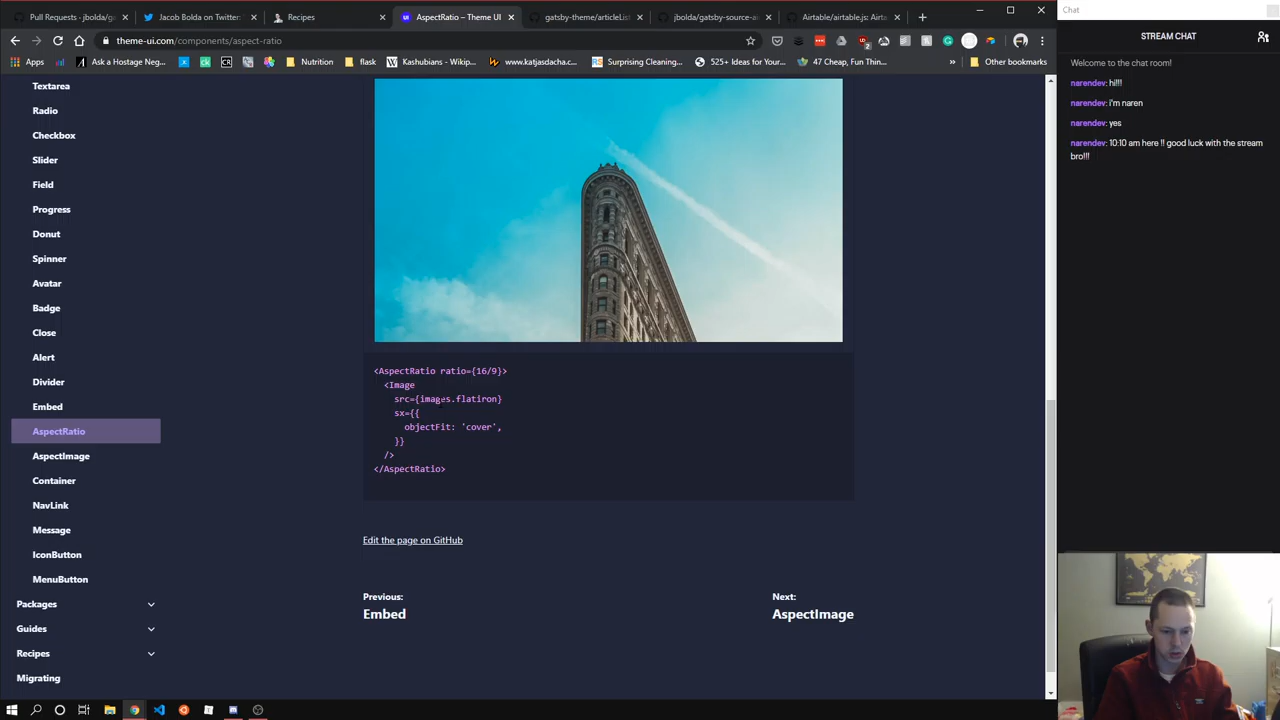 Pull Requests · jbolda/g
Jacob Bolda on Twitter:
Recipes
AspectRatio – Theme UI
gatsby-theme/articleLis
jbolda/gatsby-source-a
Airtable/airtable.js: Airta
theme-ui.com/components/aspect-ratio
Apps
Ask a Hostage Neg...
Nutrition
flask
Kashubians - Wikip...
www.katjasdacha.c...
Surprising Cleaning...
525+ Ideas for Your...
47 Cheap, Fun Thin...
»
Other bookmarks
Textarea
Radio
Checkbox
Slider
Field
Progress
Donut
Spinner
Avatar
Badge
Close
Alert
Divider
Embed
AspectRatio
AspectImage
Container
NavLink
Message
IconButton
MenuButton
Packages
Guides
Recipes
Migrating
<AspectRatio ratio={16/9}>
<Image
src={images.flatiron}
sx={{
objectFit: 'cover',
}}
/>
</AspectRatio>
Edit the page on GitHub
Previous:
Embed
Next:
AspectImage
Chat
STREAM CHAT
Welcome to the chat room!
narendev: hi!!!
narendev: i'm naren
narendev: yes
narendev: 10:10 am here !! good luck with the stream
bro!!!